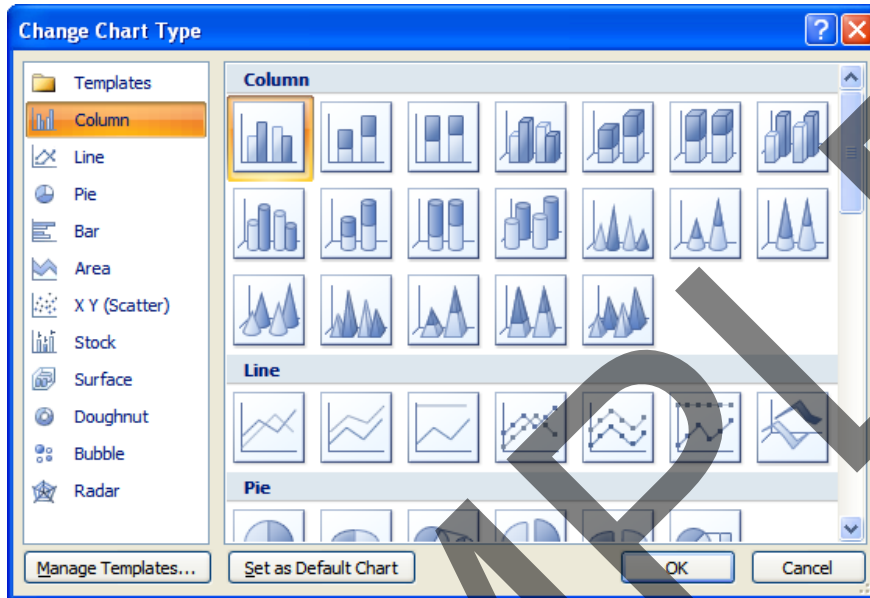 Change Chart Type
Templates
Column
Line
Pie
Bar
Area
X Y (Scatter)
Stock
Surface
Doughnut
Bubble
Radar
Column
Line
Pie
Manage Templates...
Set as Default Chart
OK
Cancel